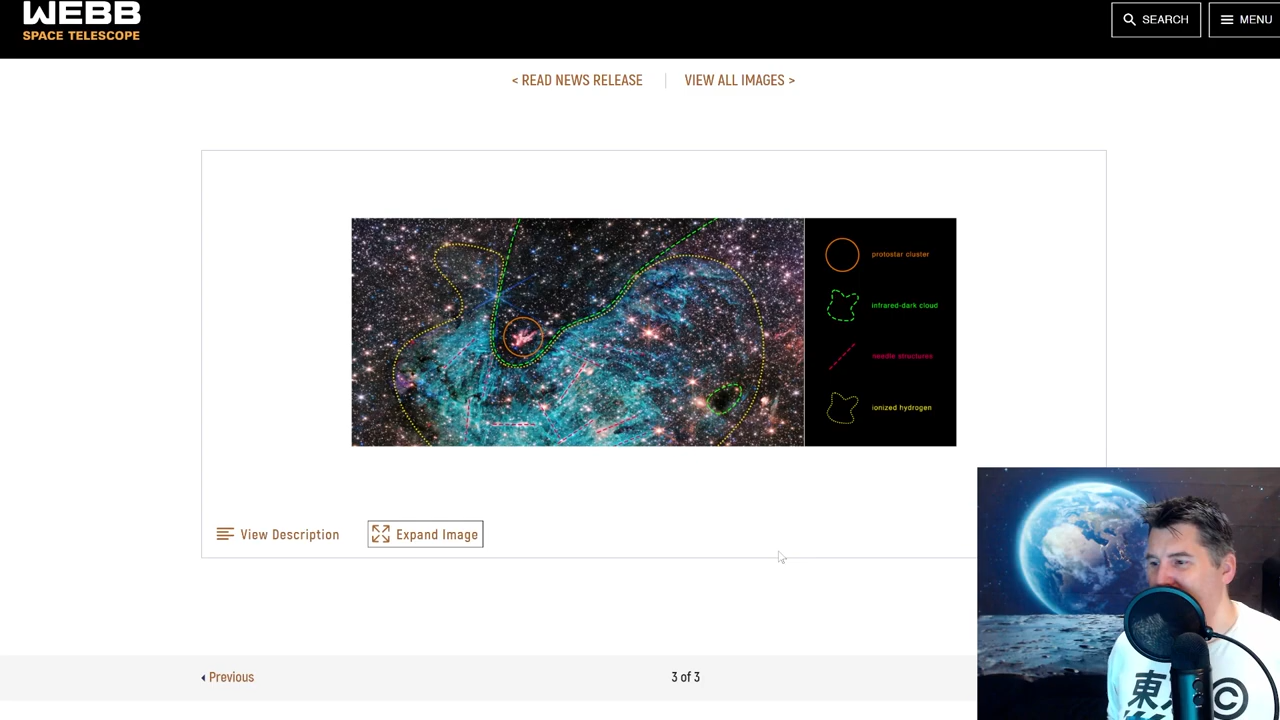 WEBB
SPACE TELESCOPE
SEARCH
MENU
< READ NEWS RELEASE
VIEW ALL IMAGES >
protostar cluster
infrared-dark cloud
needle structures
ionized hydrogen
View Description
Expand Image
Previous
3 of 3
東
©